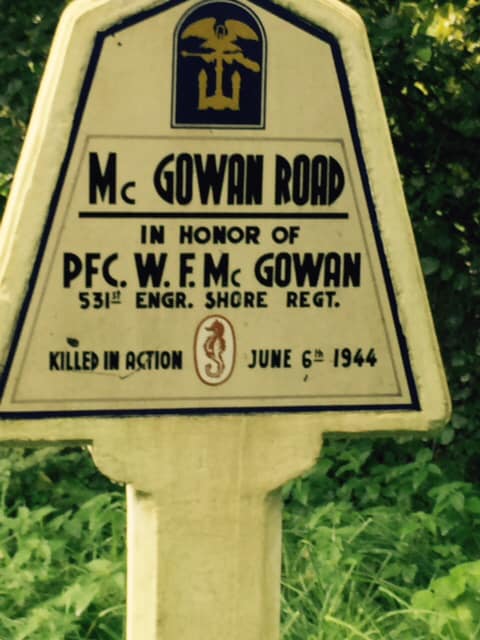 Mc GOWAN ROAD
IN HONOR OF
PFC. W. F. Mc GOWAN
531ST ENGR. SHORE REGT.
KILLED IN ACTION JUNE 6th 1944